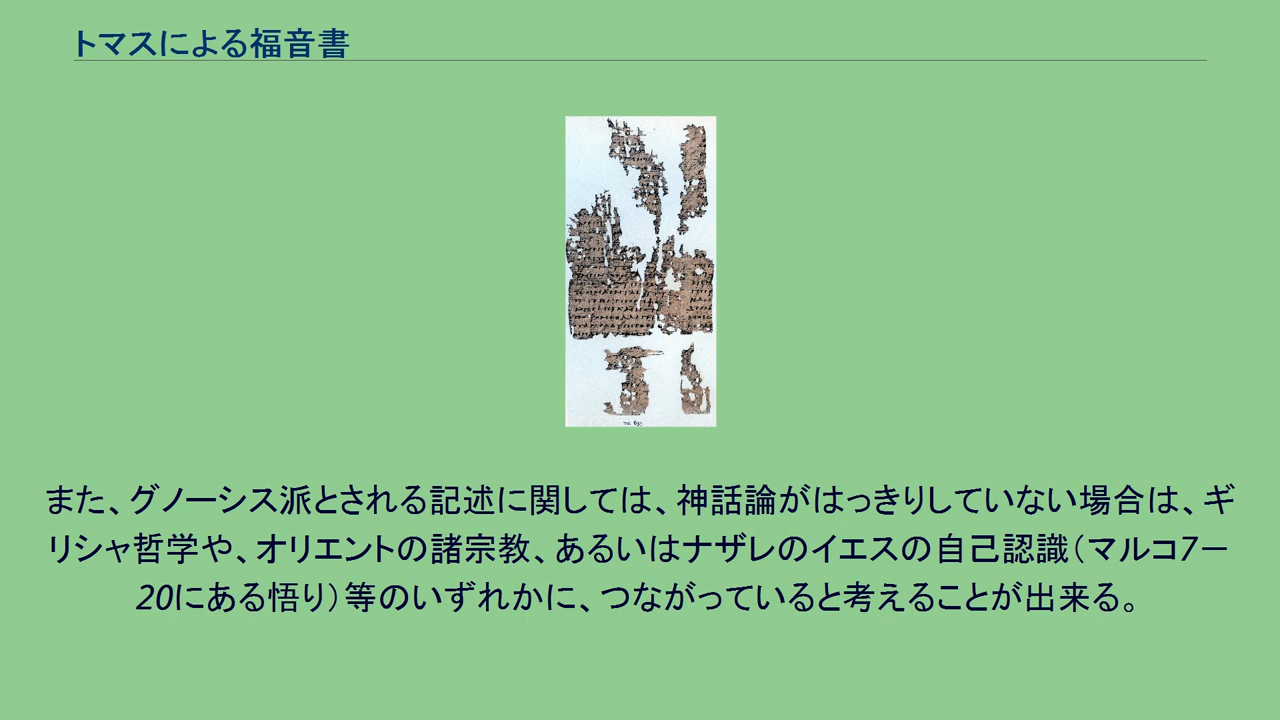 トマスによる福音書
また、グノーシス派とされる記述に関しては、神話論がはっきりしていない場合は、ギ
リシャ哲学や、オリエントの諸宗教、あるいはナザレのイエスの自己認識（マルコ7－
20にある悟り）等のいずれかに、つながっていると考えることが出来る。